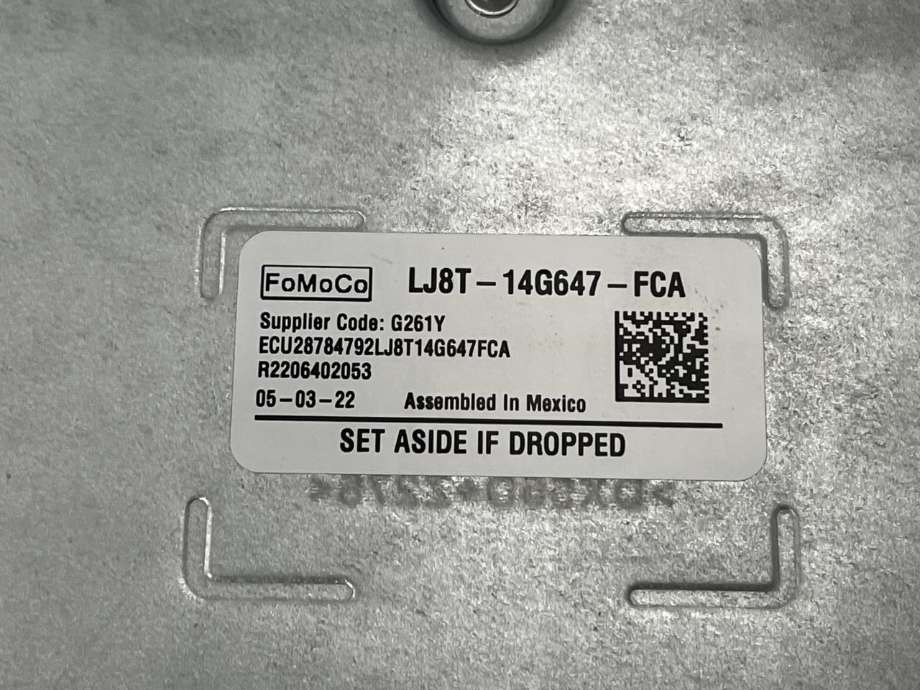 FoMoCo LJ8T-14G647-FCA
Supplier Code: G261Y
ECU28784792LJ8T14G647FCA
R2206402053
05-03-22 Assembled In Mexico
SET ASIDE IF DROPPED